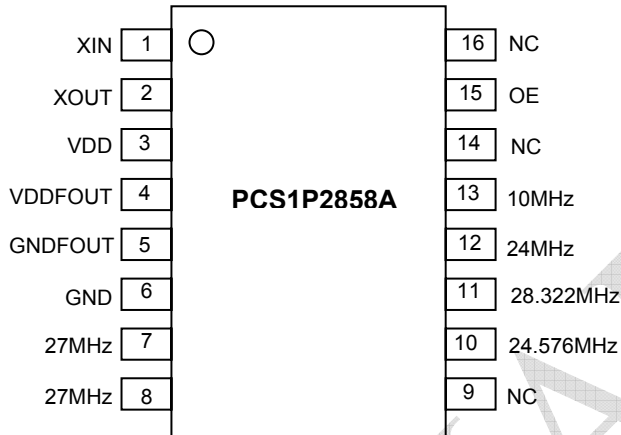 XIN 1 16 NC
XOUT 2 15 OE
VDD 3 14 NC
VDDFOUT 4 PCS1P2858A 13 10MHz
GNDFOUT 5 12 24MHz
GND 6 11 28.322MHz
27MHz 7 10 24.576MHz
27MHz 8 9 NC